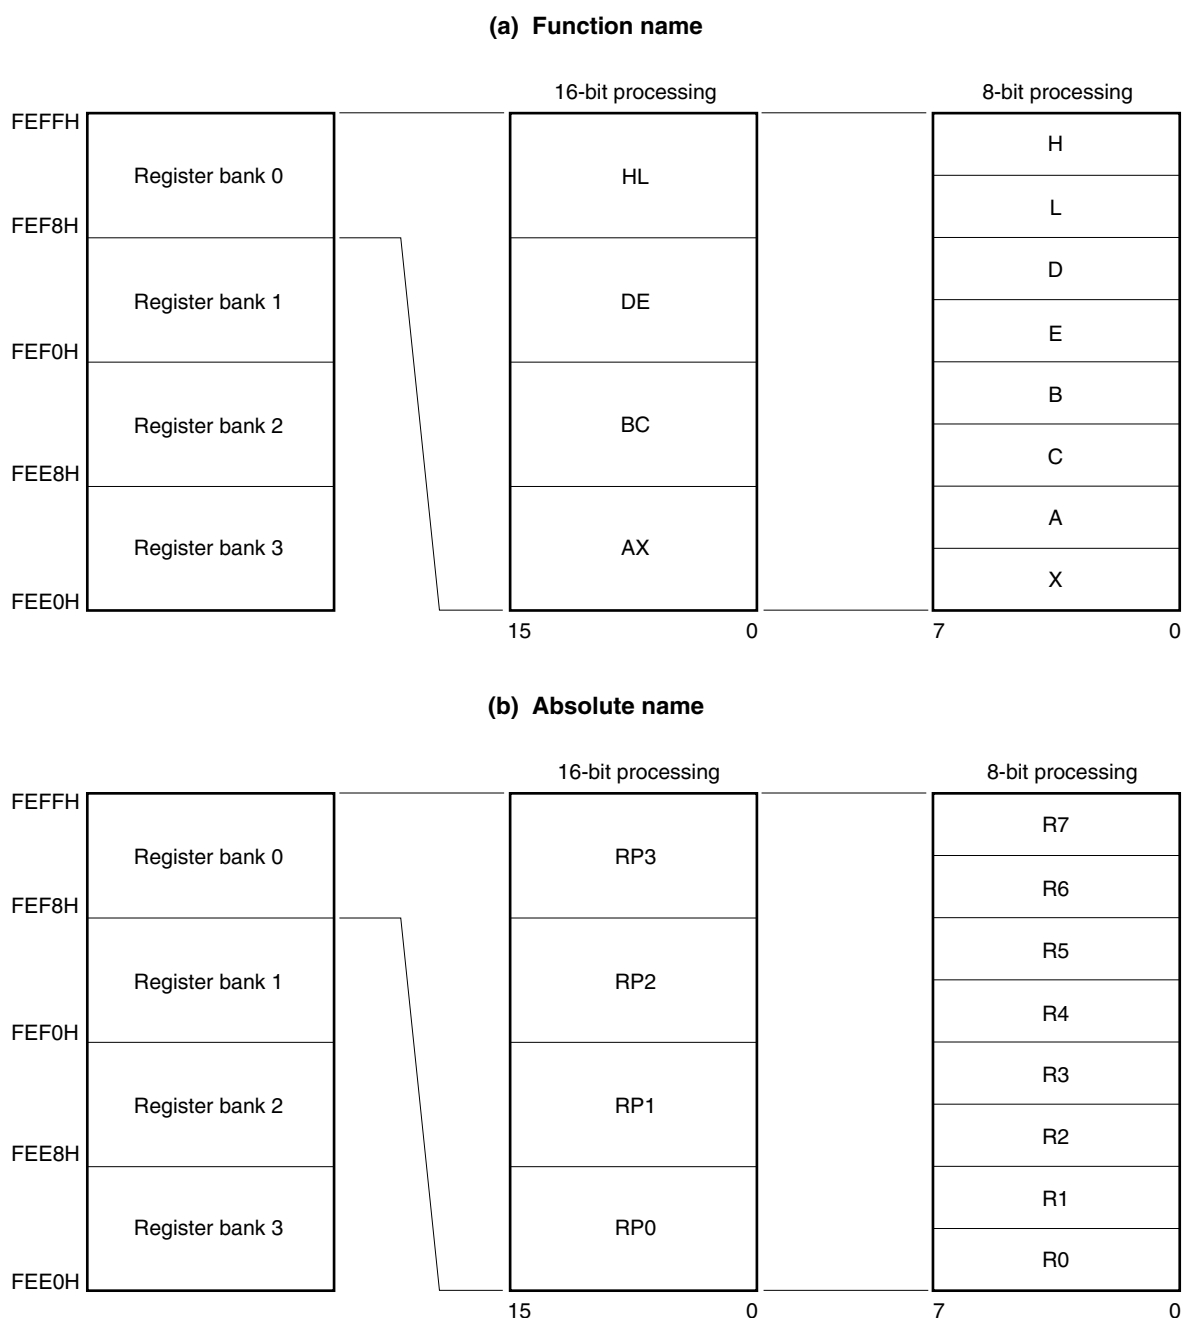 (a) Function name
16-bit processing
8-bit processing
FEFFH
Register bank 0
HL
H
L
FEF8H
Register bank 1
DE
D
E
FEF0H
Register bank 2
BC
B
C
FEE8H
Register bank 3
AX
A
X
FEE0H
15
0
7
0
(b) Absolute name
16-bit processing
8-bit processing
FEFFH
Register bank 0
RP3
R7
R6
FEF8H
Register bank 1
RP2
R5
R4
FEF0H
Register bank 2
RP1
R3
R2
FEE8H
Register bank 3
RP0
R1
R0
FEE0H
15
0
7
0